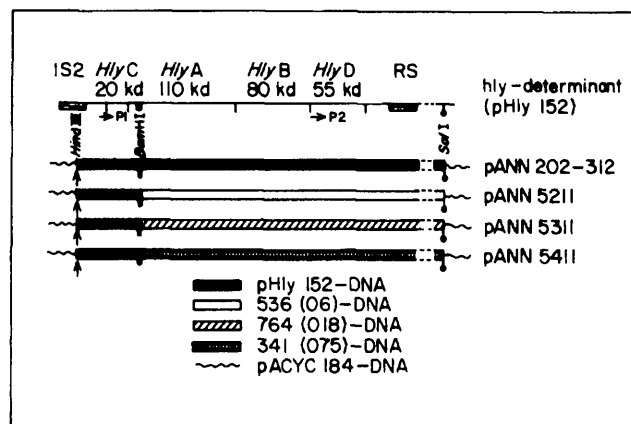 IS2 HlyC HlyA HlyB HlyD RS
20 kd 110 kd 80 kd 55 kd
hly-determinant
(pHly 152)
P1 P2
Hind III BamHI Sal I
pANN 202-312
pANN 5211
pANN 5311
pANN 5411
pHly 152-DNA
536 (06)-DNA
764 (018)-DNA
341 (075)-DNA
pACYC 184-DNA